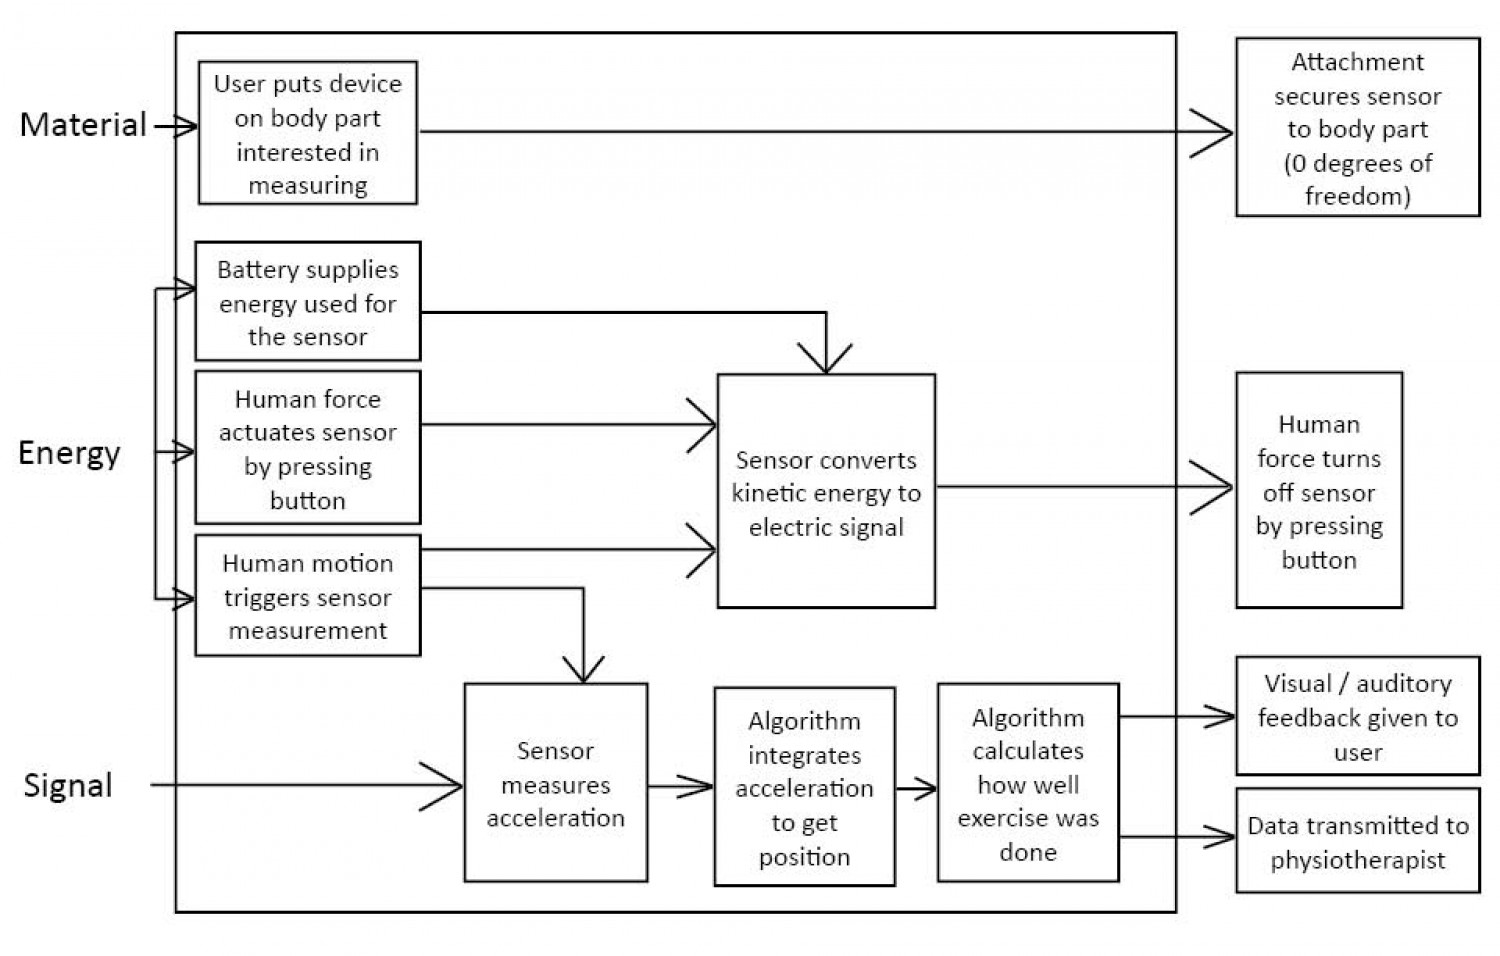 Material
User puts device
on body part
interested in
measuring
Attachment
secures sensor
to body part
(0 degrees of
freedom)
Energy
Battery supplies
energy used for
the sensor
Human force
actuates sensor
by pressing
button
Human motion
triggers sensor
measurement
Sensor converts
kinetic energy to
electric signal
Human
force turns
off sensor
by pressing
button
Signal
Sensor
measures
acceleration
Algorithm
integrates
acceleration
to get
position
Algorithm
calculates
how well
exercise was
done
Visual / auditory
feedback given to
user
Data transmitted to
physiotherapist